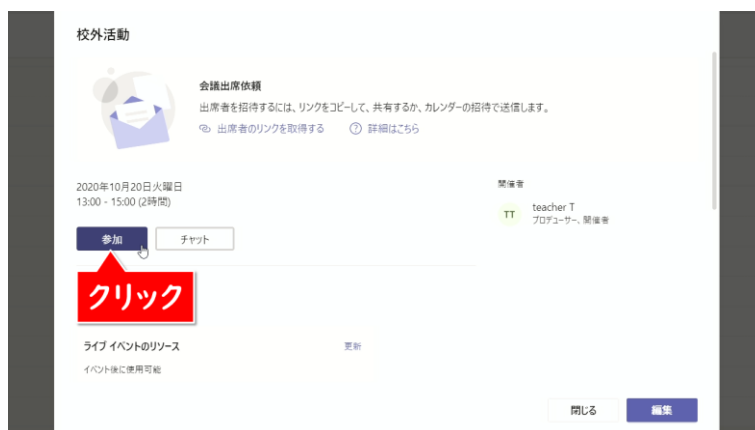 校外活動
会議出席依頼
出席者を招待するには、リンクをコピーして、共有するか、カレンダーの招待で送信します。
出席者のリンクを取得する 詳細はこちら
2020年10月20日火曜日
13:00 - 15:00 (2時間)
開催者
TT
teacher T
プロデューサー、開催者
参加 チャット
クリック
ライブ イベントのリソース 更新
イベント後に使用可能
閉じる 編集